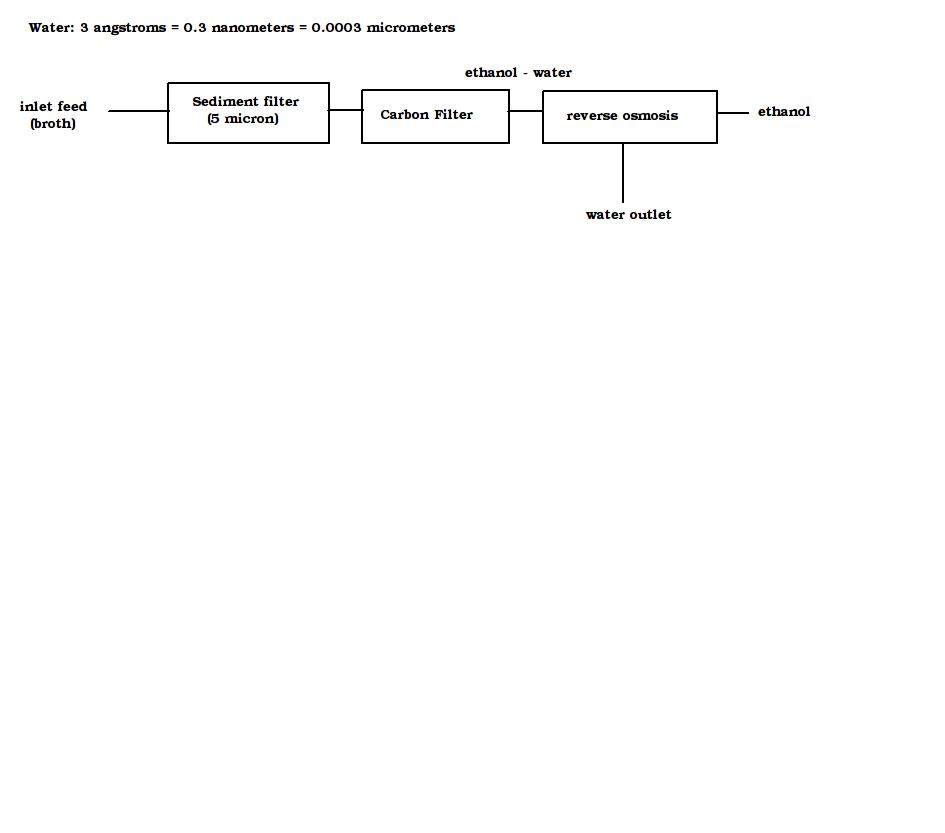 Water: 3 angstroms = 0.3 nanometers = 0.0003 micrometers
ethanol - water
inlet feed
(broth)
Sediment filter
(5 micron)
Carbon Filter
reverse osmosis
ethanol
water outlet